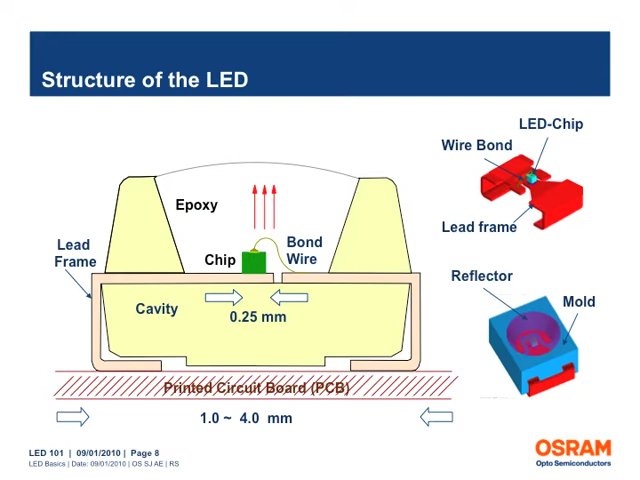 Structure of the LED
LED-Chip
Wire Bond
Epoxy
Lead frame
Lead
Frame
Chip
Bond
Wire
Reflector
Mold
Cavity
0.25 mm
Printed Circuit Board (PCB)
1.0 ~ 4.0 mm
LED 101 | 09/01/2010 | Page 8
LED Basics | Date: 09/01/2010 | OS SJ AE | RS
OSRAM
Opto Semiconductors